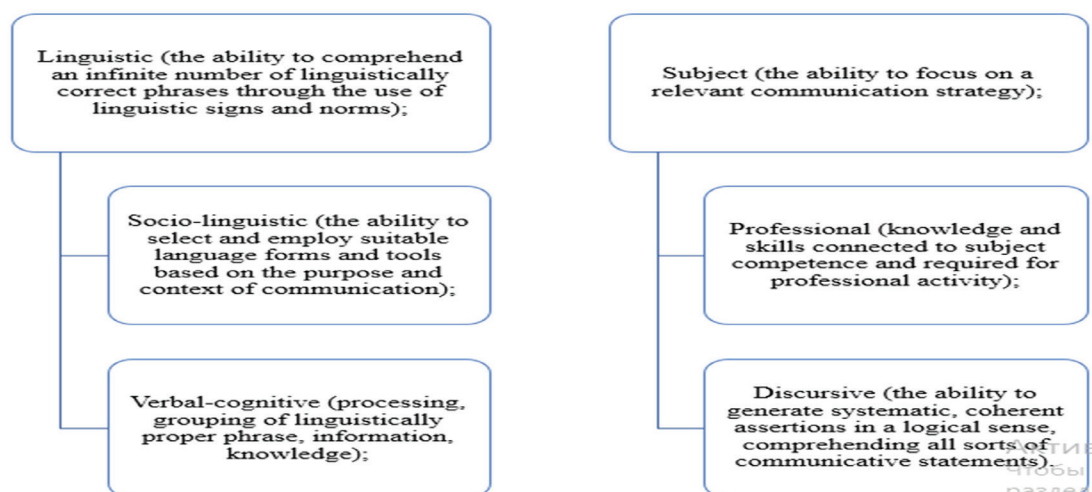 Linguistic (the ability to comprehend
an infinite number of linguistically
correct phrases through the use of
linguistic signs and norms);
Socio-linguistic (the ability to
select and employ suitable
language forms and tools
based on the purpose and
context of communication);
Verbal-cognitive (processing,
grouping of linguistically
proper phrase, information,
knowledge);
Subject (the ability to focus on a
relevant communication strategy);
Professional (knowledge and
skills connected to subject
competence and required for
professional activity);
Discursive (the ability to
generate systematic, coherent
assertions in a logical sense,
comprehending all sorts of
communicative statements).
Чтобы